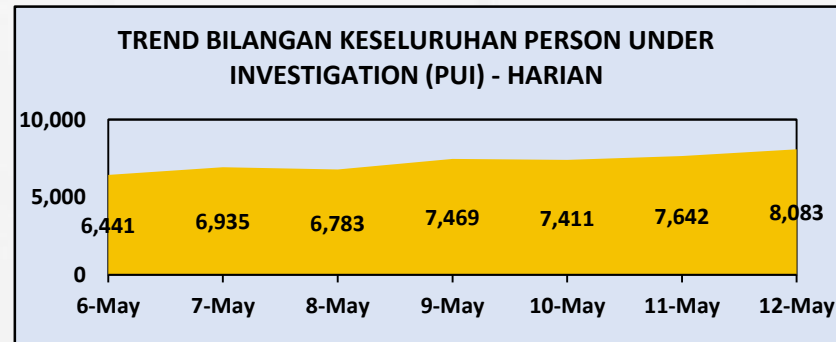 TREND BILANGAN KESELURUHAN PERSON UNDER
INVESTIGATION (PUI) - HARIAN
10,000
5,000
0
6,441 6,935 6,783 7,469 7,411 7,642 8,083
6-May 7-May 8-May 9-May 10-May 11-May 12-May